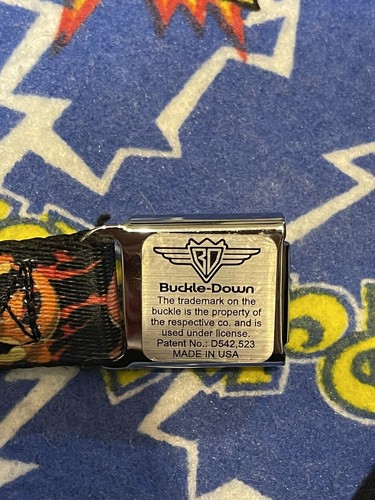 BD
Buckle-Down
The trademark on the
buckle is the property of
the respective co. and is
used under license.
Patent No.: D542,523
MADE IN USA